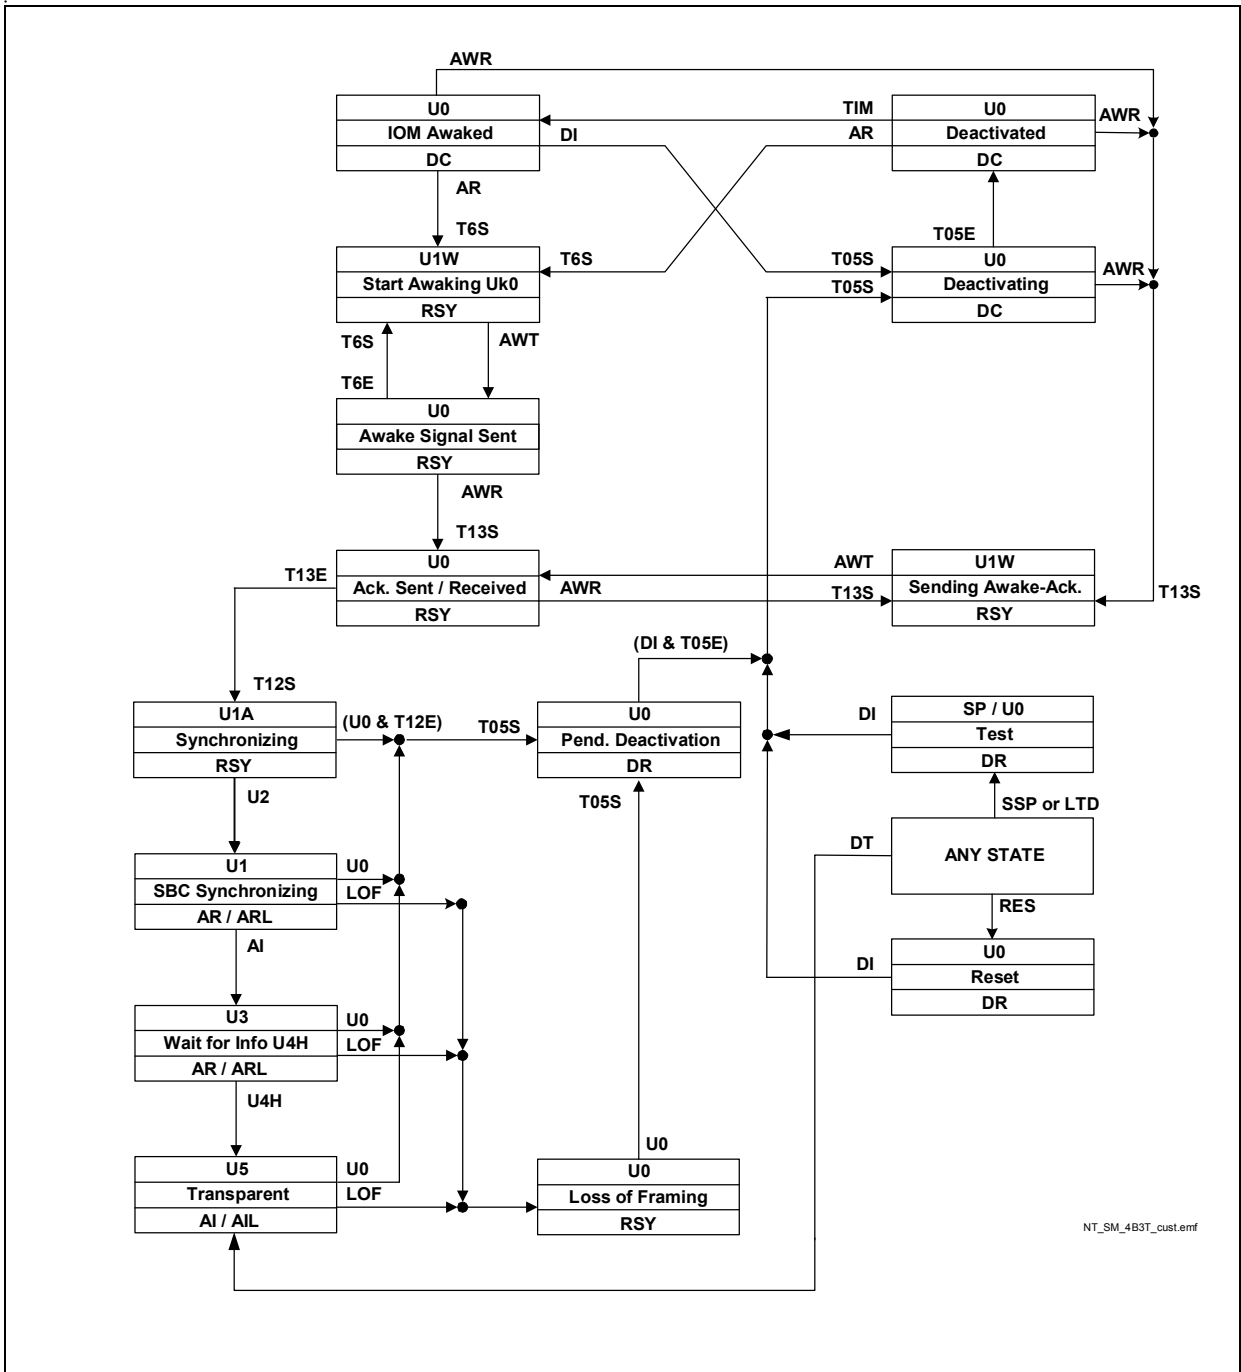 AWR
U0
IOM Awaked
DC
TIM
DI
AR
U0
Deactivated
DC
AWR
AR
T6S
T05E
U1W
Start Awaking Uk0
RSY
T6S
T05S
T05S
U0
Deactivating
DC
AWR
T6S
AWT
T6E
U0
Awake Signal Sent
RSY
AWR
T13S
T13E
U0
Ack. Sent / Received
RSY
AWT
AWR
T13S
U1W
Sending Awake-Ack.
RSY
T13S
(DI & T05E)
T12S
U1A
Synchronizing
RSY
(U0 & T12E)
T05S
U0
Pend. Deactivation
DR
DI
SP / U0
Test
DR
U2
T05S
SSP or LTD
DT
ANY STATE
U1
SBC Synchronizing
AR / ARL
U0
LOF
RES
AI
DI
U0
Reset
DR
U3
Wait for Info U4H
AR / ARL
U0
LOF
U4H
U0
U5
Transparent
AI / AIL
U0
LOF
U0
Loss of Framing
RSY
NT_SM_4B3T_cust.emf